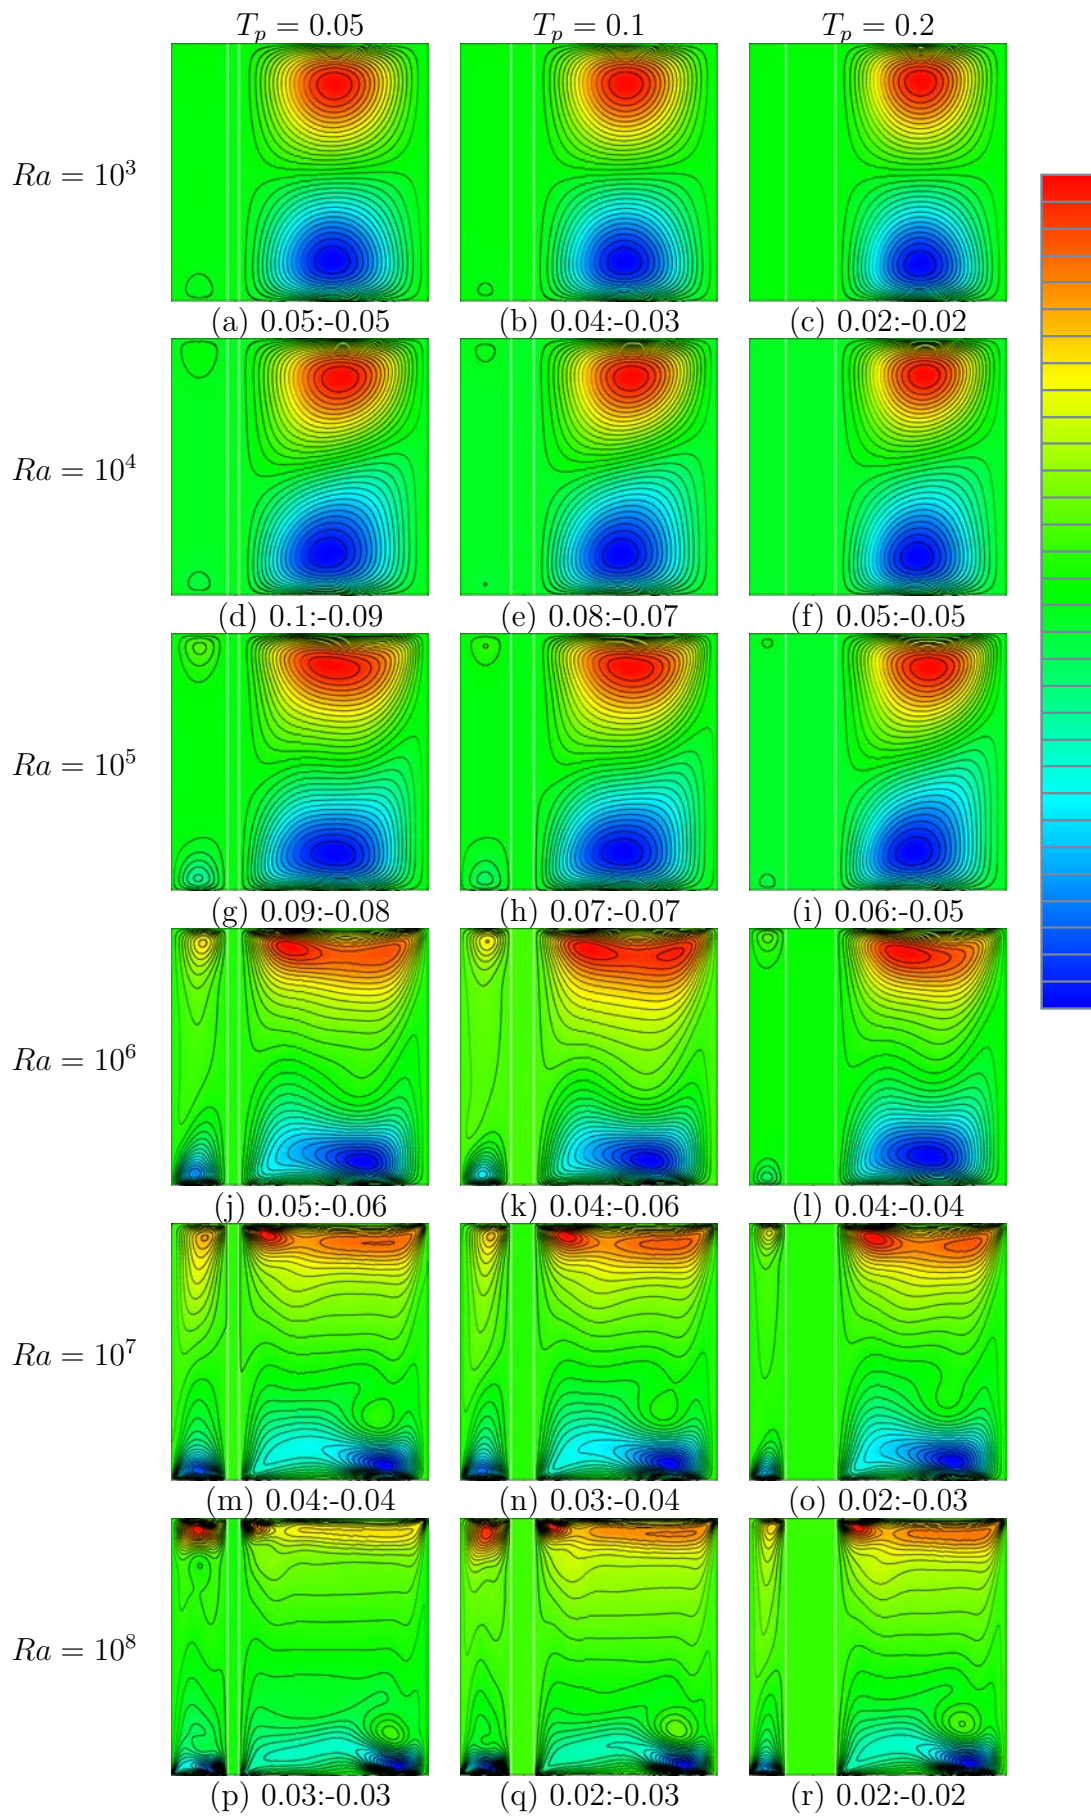 T_p = 0.05 T_p = 0.1 T_p = 0.2
Ra = 10^3
(a) 0.05:-0.05 (b) 0.04:-0.03 (c) 0.02:-0.02
Ra = 10^4
(d) 0.1:-0.09 (e) 0.08:-0.07 (f) 0.05:-0.05
Ra = 10^5
(g) 0.09:-0.08 (h) 0.07:-0.07 (i) 0.06:-0.05
Ra = 10^6
(j) 0.05:-0.06 (k) 0.04:-0.06 (l) 0.04:-0.04
Ra = 10^7
(m) 0.04:-0.04 (n) 0.03:-0.04 (o) 0.02:-0.03
Ra = 10^8
(p) 0.03:-0.03 (q) 0.02:-0.03 (r) 0.02:-0.02